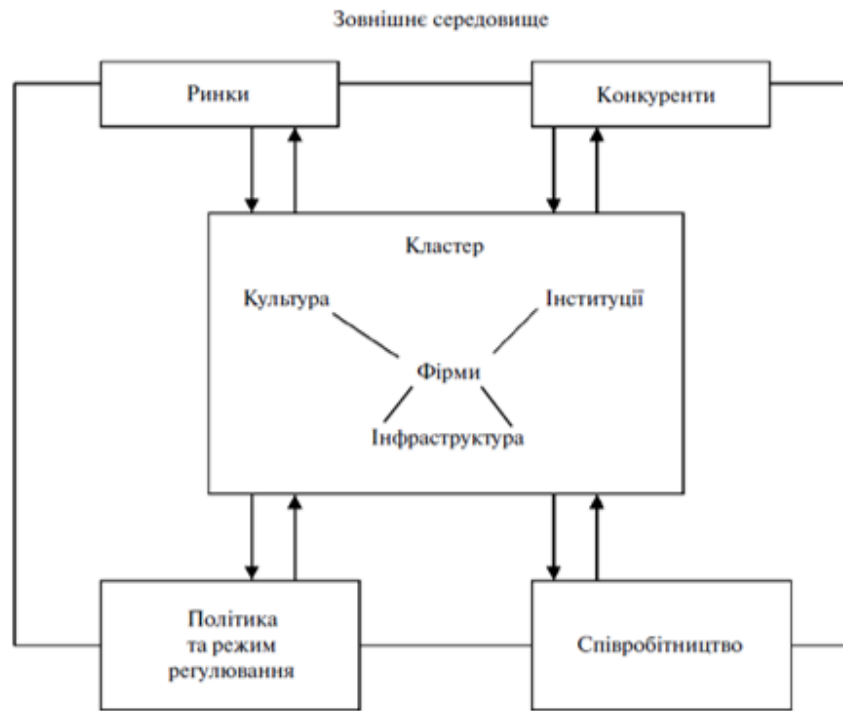 Зовнішнє середовище
Ринки
Конкуренти
Кластер
Культура
Інституції
Фірми
Інфраструктура
Політика
та режим
регулювання
Співробітництво